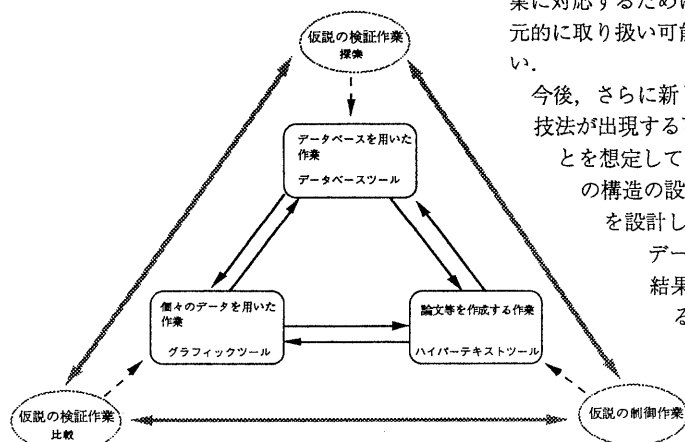 仮説の検証作業
探索
データベースを用いた
作業
データベースツール
個々のデータを用いた
作業
グラフィックツール
論文等を作成する作業
ハイパーテキストツール
仮説の検証作業
比較
仮説の制御作業
業に対応するため
元的に取り扱い可能
い．
今後，さらに新
技法が出現する
とを想定して
の構造の設
を設計し
デー
結果
る